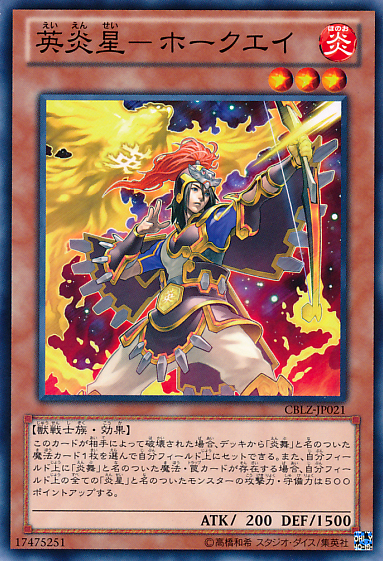 えい えん せい
英炎星－ホークエイ
ほのお
炎
CBLZ-JP021
【獣戦士族・効果】
このカードが相手によって破壊された場合、デッキから「炎舞」と名のついた
魔法カード1枚を選んで自分フィールド上にセットできる。また、自分フィー
ルド上に「炎舞」と名のついた魔法・罠カードが存在する場合、自分フィール
ド上の全ての「炎星」と名のついたモンスターの攻撃力・守備力は500
ポイントアップする。
ATK/ 200 DEF/1500
17475251
©高橋和希 スタジオ・ダイス/集英社